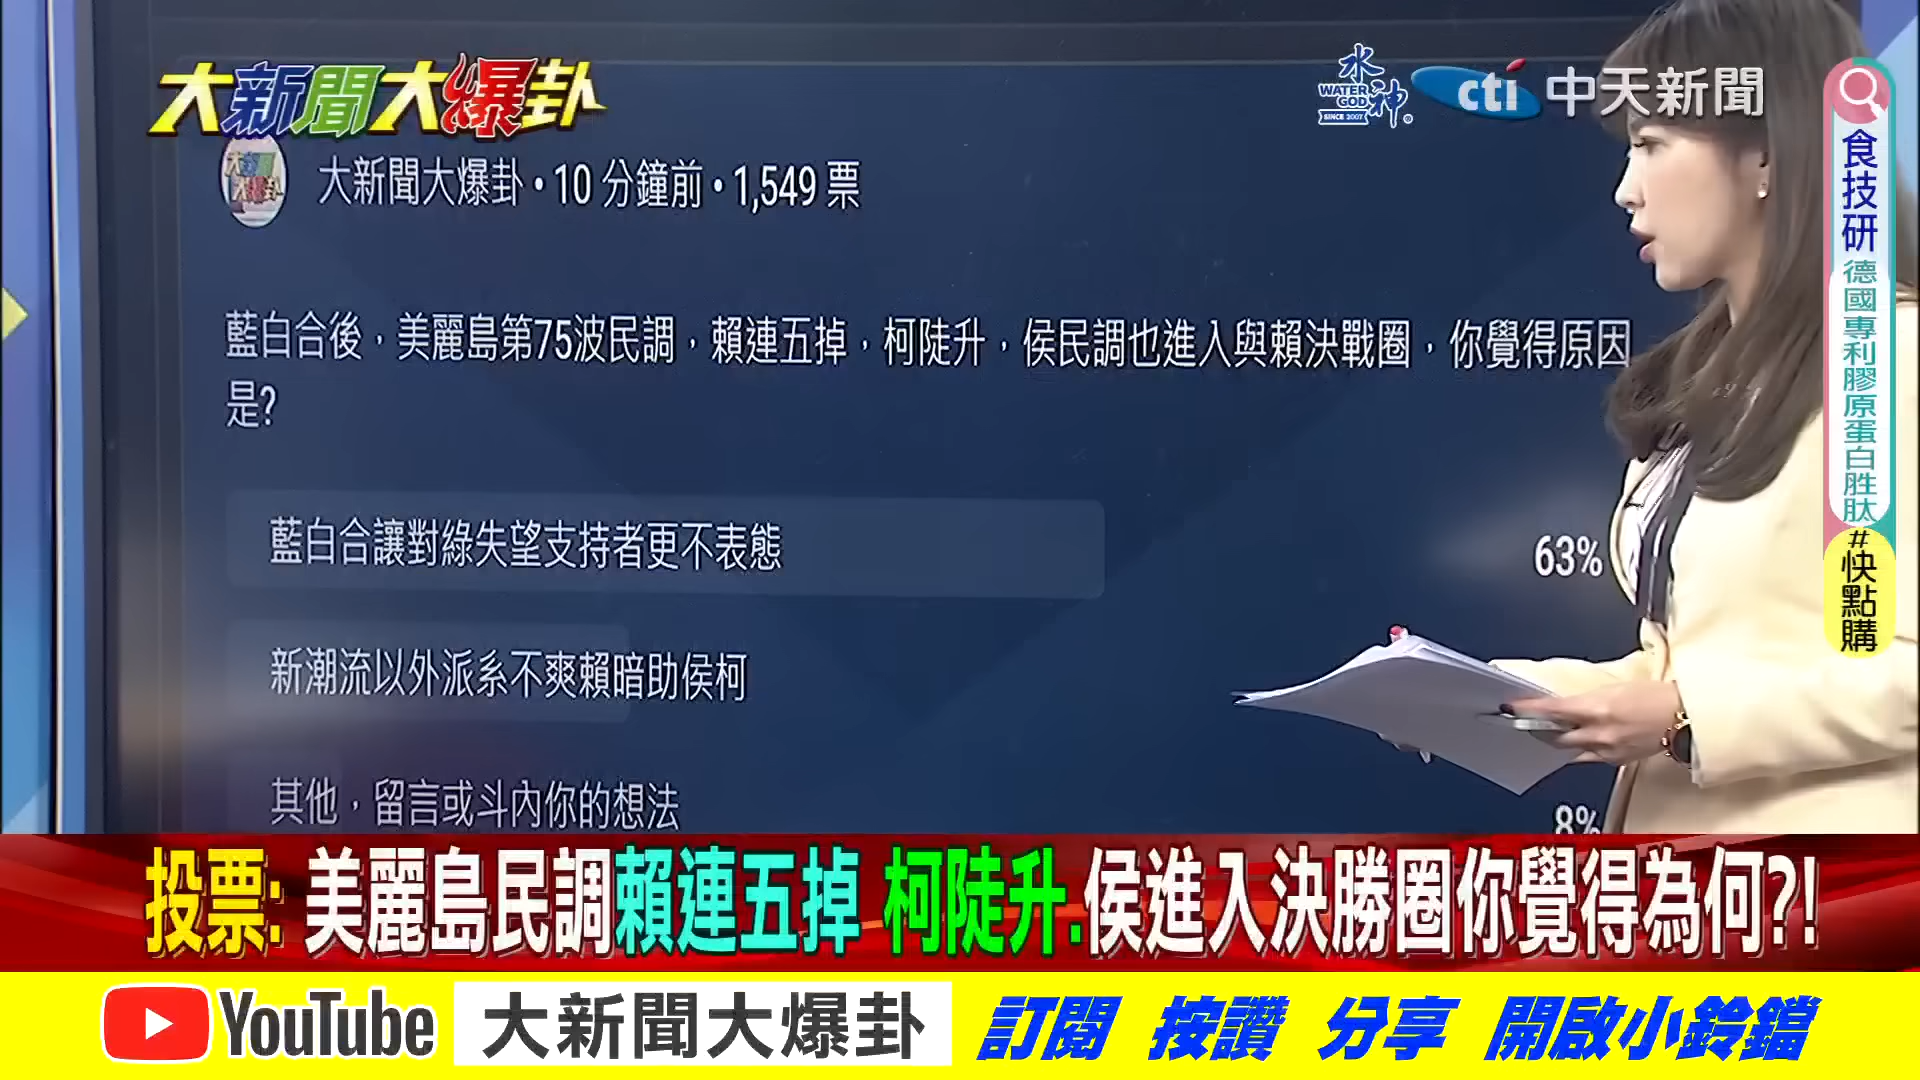 大新聞大爆卦
水神
WATER GOD
SINCE 2007
cti 中天新聞
大新聞大爆卦
大新聞大爆卦 • 10 分鐘前 • 1,549 票
藍白合後，美麗島第75波民調，賴連五掉，柯陡升，侯民調也進入與賴決戰圈，你覺得原因
是?
藍白合讓對綠失望支持者更不表態
63%
新潮流以外派系不爽賴暗助侯柯
其他，留言或斗內你的想法
8%
食技研 德國專利膠原蛋白胜肽 #快點購
投票: 美麗島民調賴連五掉 柯陡升.侯進入決勝圈你覺得為何?!
YouTube 大新聞大爆卦 訂閱 按讚 分享 開啟小鈴鐺